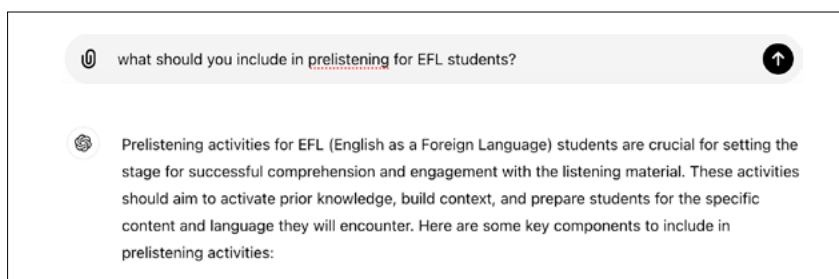 what should you include in prelistening for EFL students?
Prelistening activities for EFL (English as a Foreign Language) students are crucial for setting the
stage for successful comprehension and engagement with the listening material. These activities
should aim to activate prior knowledge, build context, and prepare students for the specific
content and language they will encounter. Here are some key components to include in
prelistening activities: